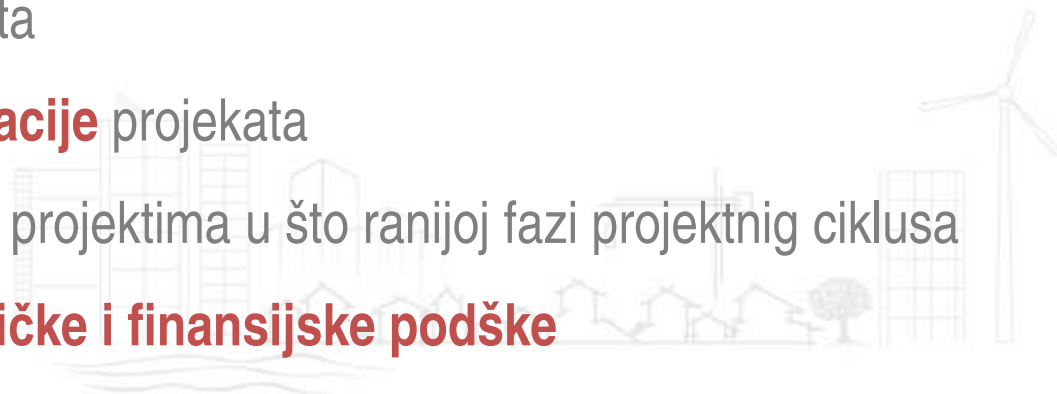 ta
acije projekata
projektima u što ranijoj fazi projektnig ciklusa
ičke i finansijske podške